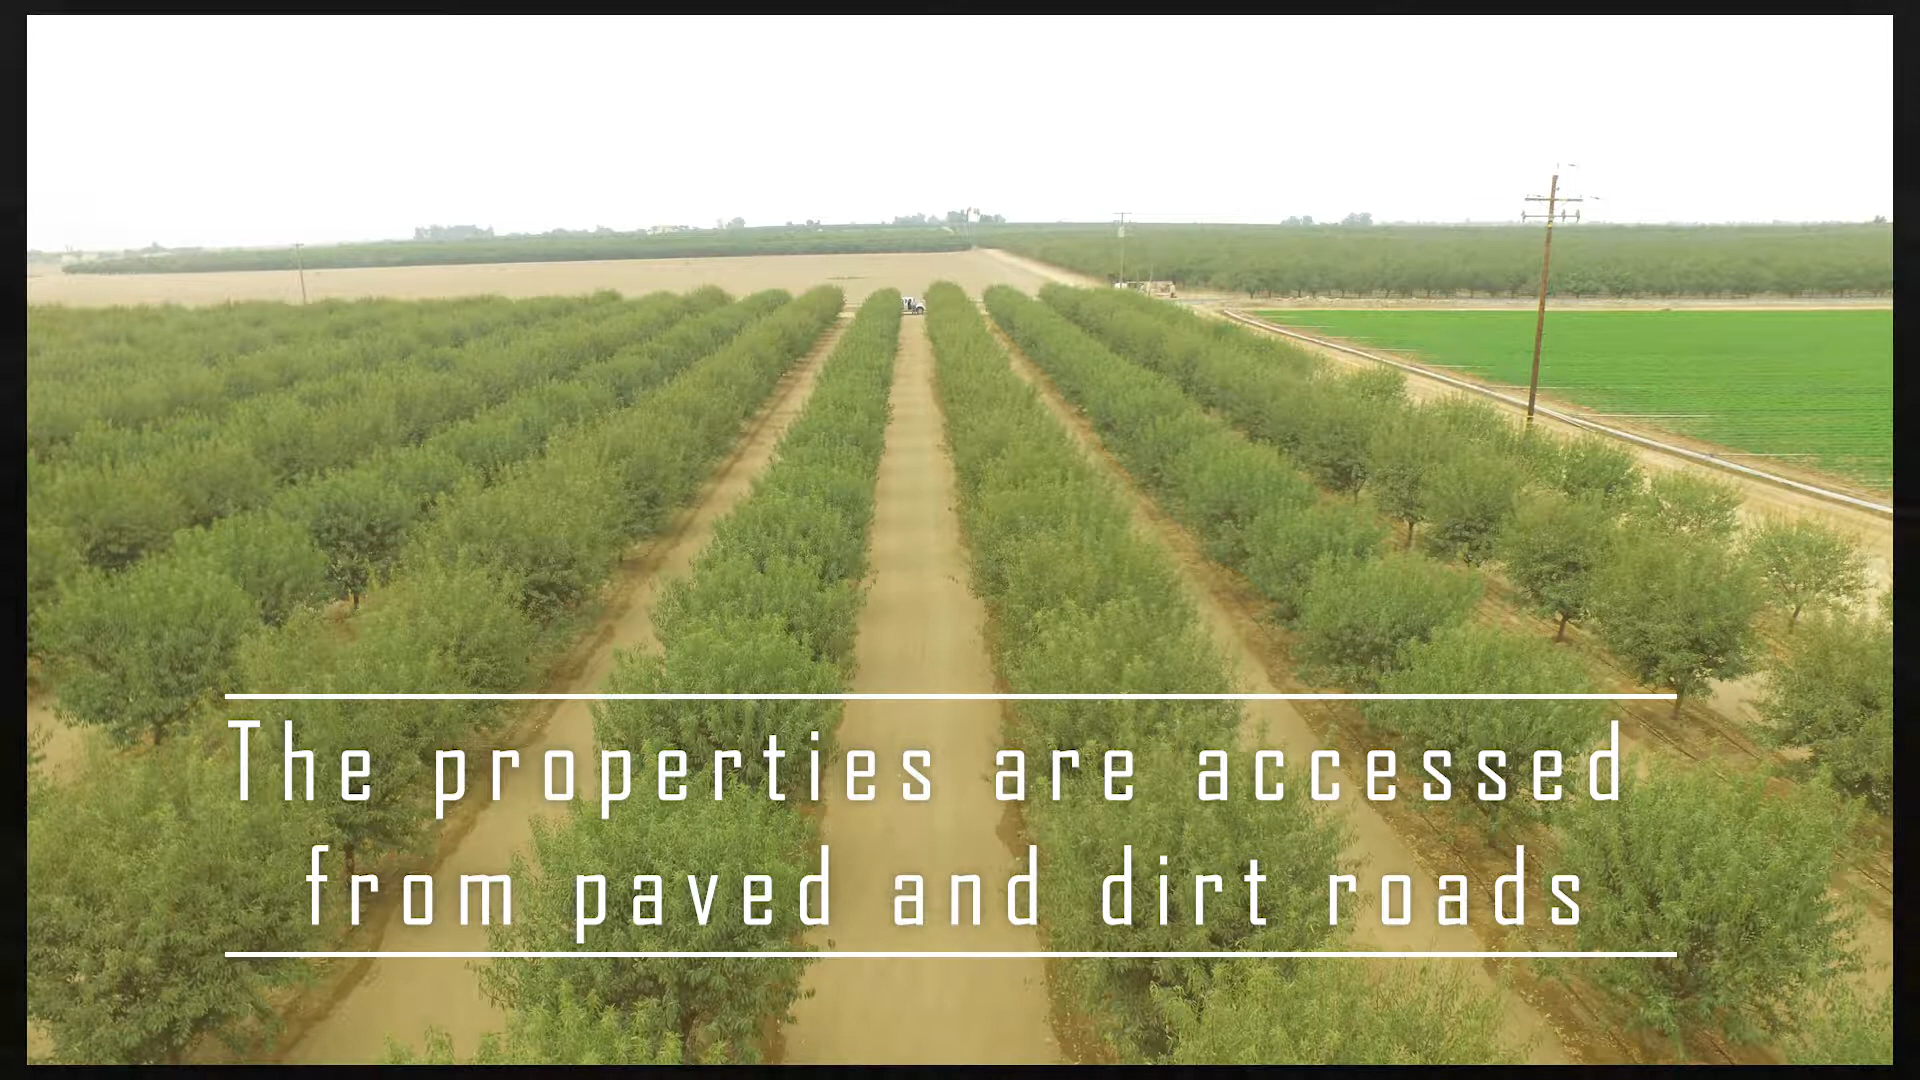 The properties are accessed
from paved and dirt roads